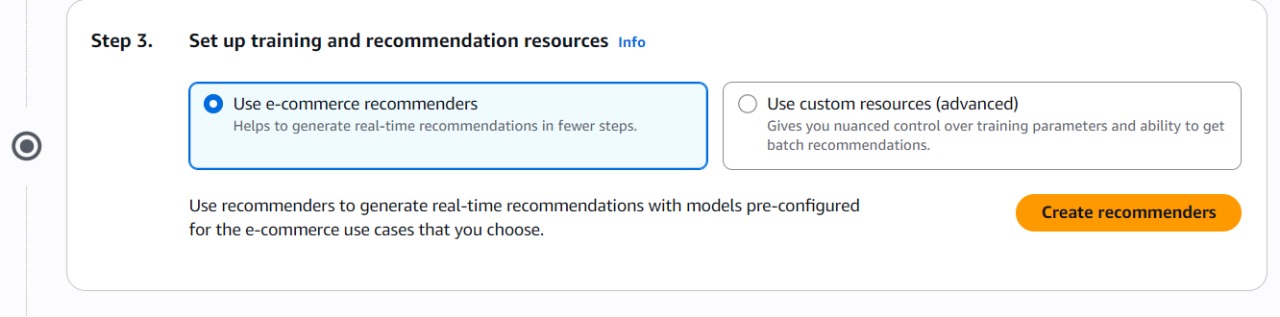 Step 3. Set up training and recommendation resources Info
Use e-commerce recommenders
Helps to generate real-time recommendations in fewer steps.
Use custom resources (advanced)
Gives you nuanced control over training parameters and ability to get
batch recommendations.
Use recommenders to generate real-time recommendations with models pre-configured
for the e-commerce use cases that you choose.
Create recommenders